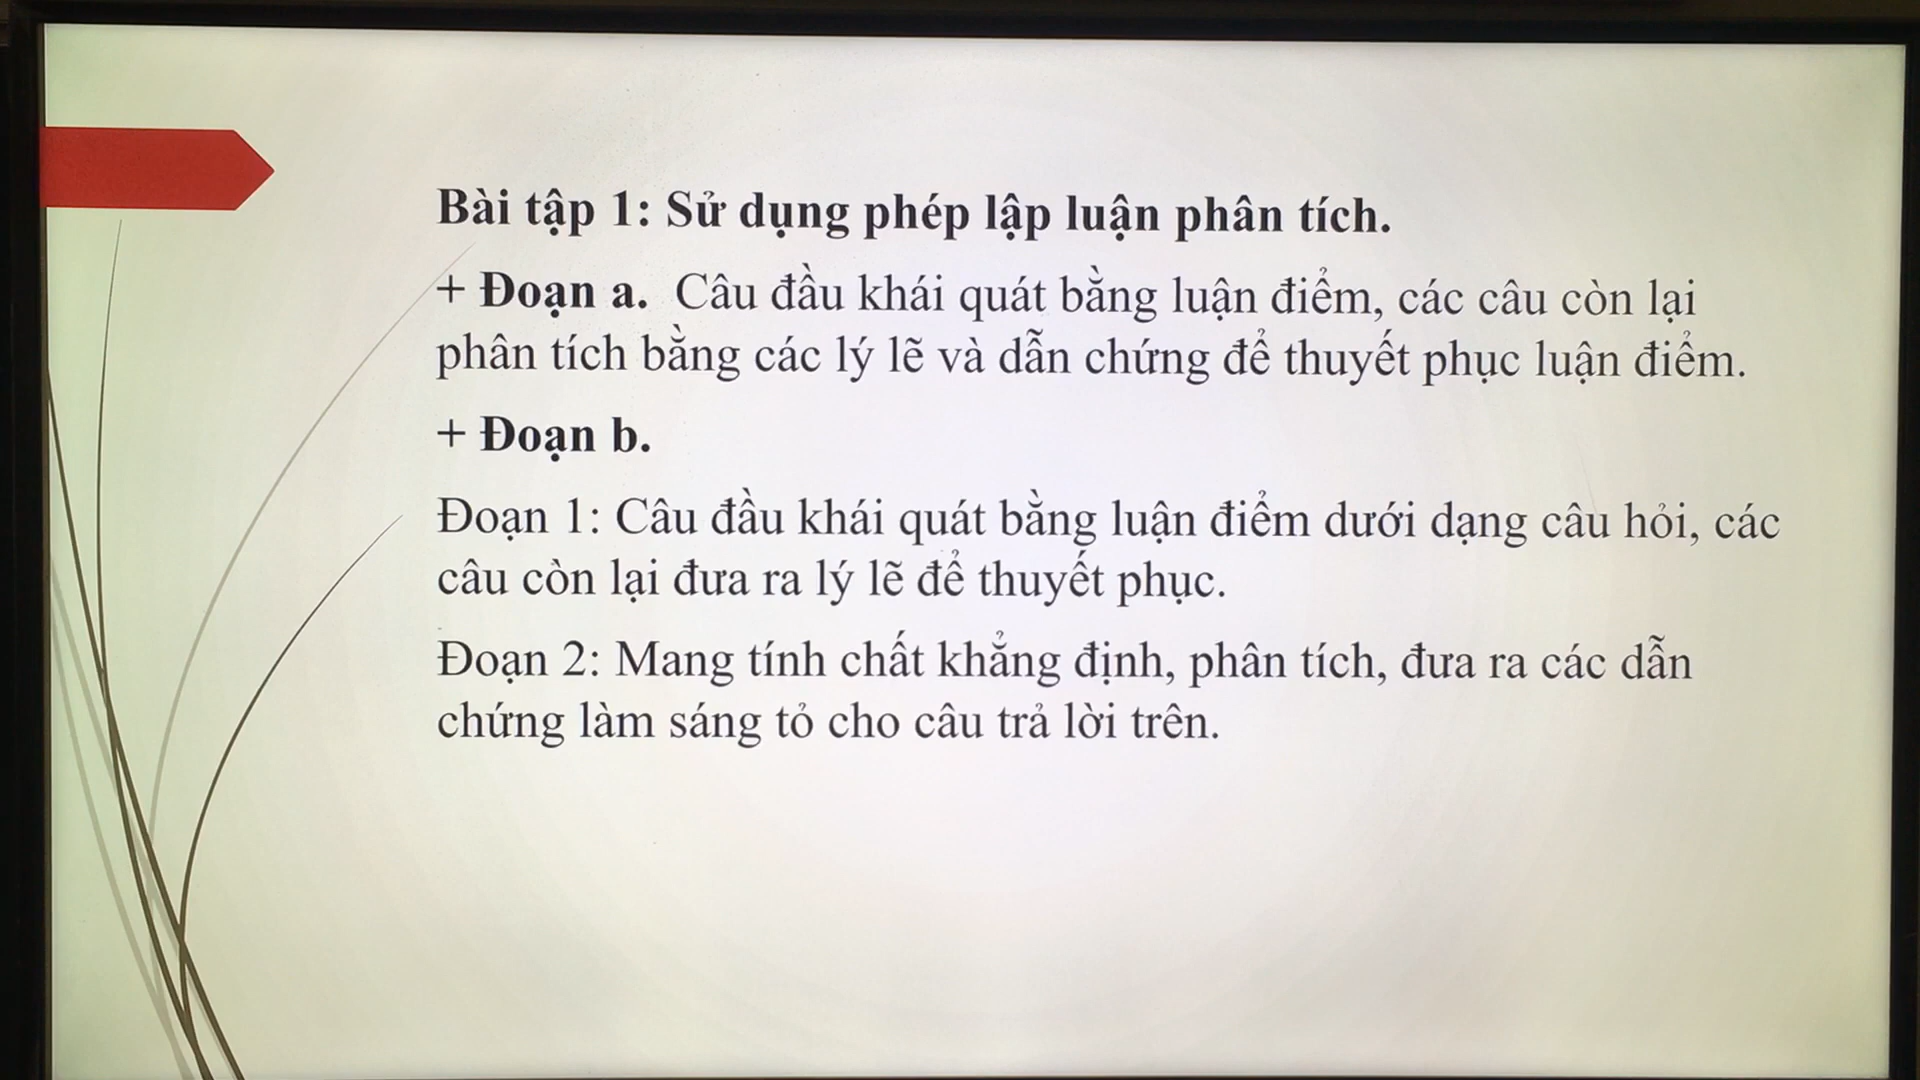 Bài tập 1: Sử dụng phép lập luận phân tích.
+ Đoạn a. Câu đầu khái quát bằng luận điểm, các câu còn lại
phân tích bằng các lý lẽ và dẫn chứng để thuyết phục luận điểm.
+ Đoạn b.
Đoạn 1: Câu đầu khái quát bằng luận điểm dưới dạng câu hỏi, các
câu còn lại đưa ra lý lẽ để thuyết phục.
Đoạn 2: Mang tính chất khẳng định, phân tích, đưa ra các dẫn
chứng làm sáng tỏ cho câu trả lời trên.